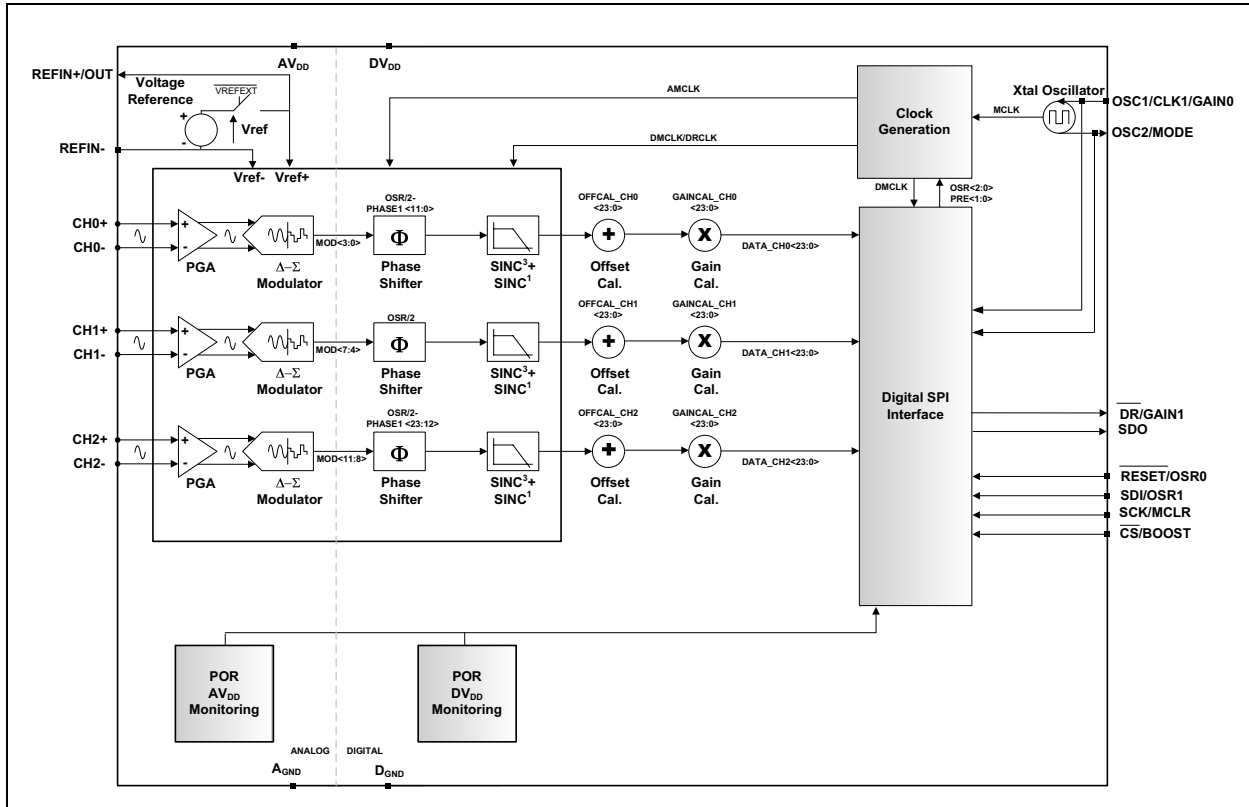 AVDD
DVDD
REFIN+/OUT
Voltage
Reference
VREFEXT
+
-
Vref
REFIN-
Vref- Vref+
AMCLK
DMCLK/DRCLK
Clock
Generation
MCLK
Xtal Oscillator
OSC1/CLK1/GAIN0
OSC2/MODE
DMCLK
OSR<2:0>
PRE<1:0>
CH0+
CH0-
+
-
PGA
Δ–Σ
Modulator
MOD<3:0>
OSR/2-
PHASE1 <11:0>
Φ
Phase
Shifter
SINC³+
SINC¹
OFFCAL_CH0
<23:0>
+
Offset
Cal.
GAINCAL_CH0
<23:0>
X
Gain
Cal.
DATA_CH0<23:0>
CH1+
CH1-
+
-
PGA
Δ–Σ
Modulator
MOD<7:4>
OSR/2
Φ
Phase
Shifter
SINC³+
SINC¹
OFFCAL_CH1
<23:0>
+
Offset
Cal.
GAINCAL_CH1
<23:0>
X
Gain
Cal.
DATA_CH1<23:0>
CH2+
CH2-
+
-
PGA
Δ–Σ
Modulator
MOD<11:8>
OSR/2-
PHASE1 <23:12>
Φ
Phase
Shifter
SINC³+
SINC¹
OFFCAL_CH2
<23:0>
+
Offset
Cal.
GAINCAL_CH2
<23:0>
X
Gain
Cal.
DATA_CH2<23:0>
Digital SPI
Interface
DR/GAIN1
SDO
RESET/OSR0
SDI/OSR1
SCK/MCLR
CS/BOOST
POR
AVDD
Monitoring
POR
DVDD
Monitoring
ANALOG
DIGITAL
AGND
DGND